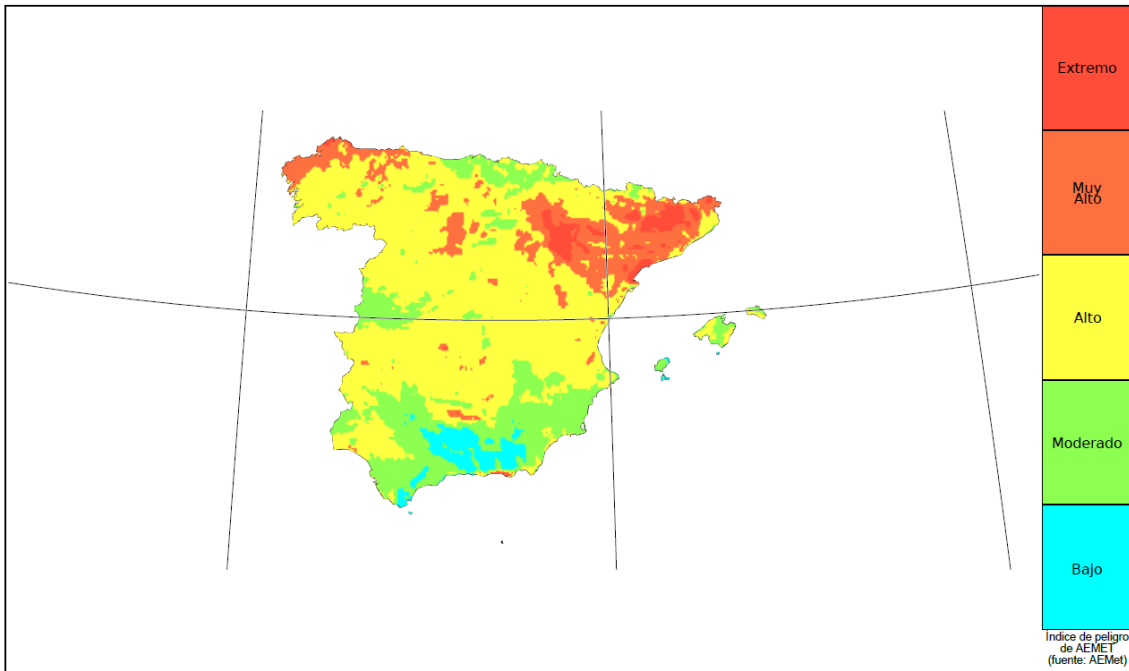 Extremo
Muy
Alto
Alto
Moderado
Bajo
Índice de peligro
de AEMET
(fuente: AEMet)